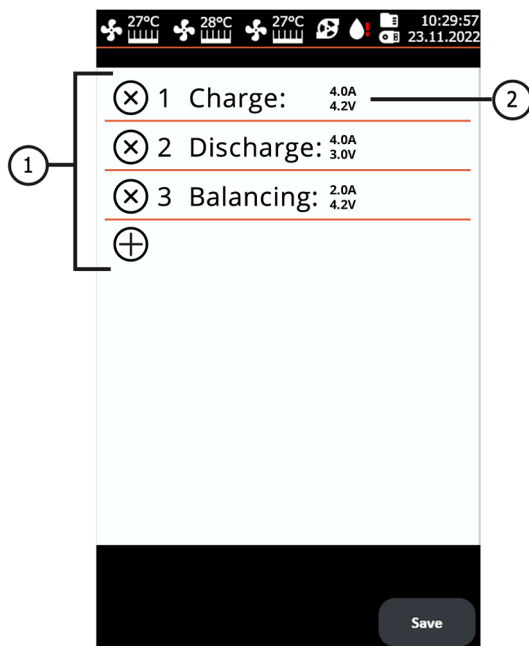 27°C 28°C 27°C ! 10:29:57
23.11.2022
1 Charge: 4.0A
4.2V
2 Discharge: 4.0A
3.0V
3 Balancing: 2.0A
4.2V
1
2
Save